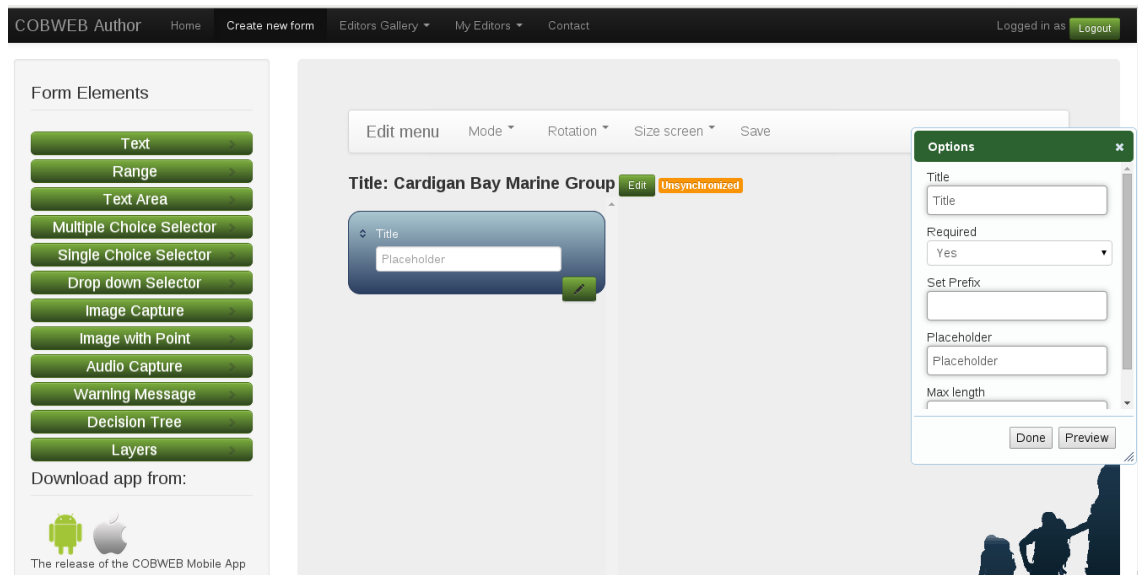 COBWEB Author Home Create new form Editors Gallery My Editors Contact Logged in as Logout
Form Elements
Text
Range
Text Area
Multiple Choice Selector
Single Choice Selector
Drop down Selector
Image Capture
Image with Point
Audio Capture
Warning Message
Decision Tree
Layers
Download app from:
The release of the COBWEB Mobile App
Edit menu Mode Rotation Size screen Save
Title: Cardigan Bay Marine Group Edit Unsynchronized
Title
Placeholder
Options
Title
Title
Required
Yes
Set Prefix
Placeholder
Placeholder
Max length
Done Preview